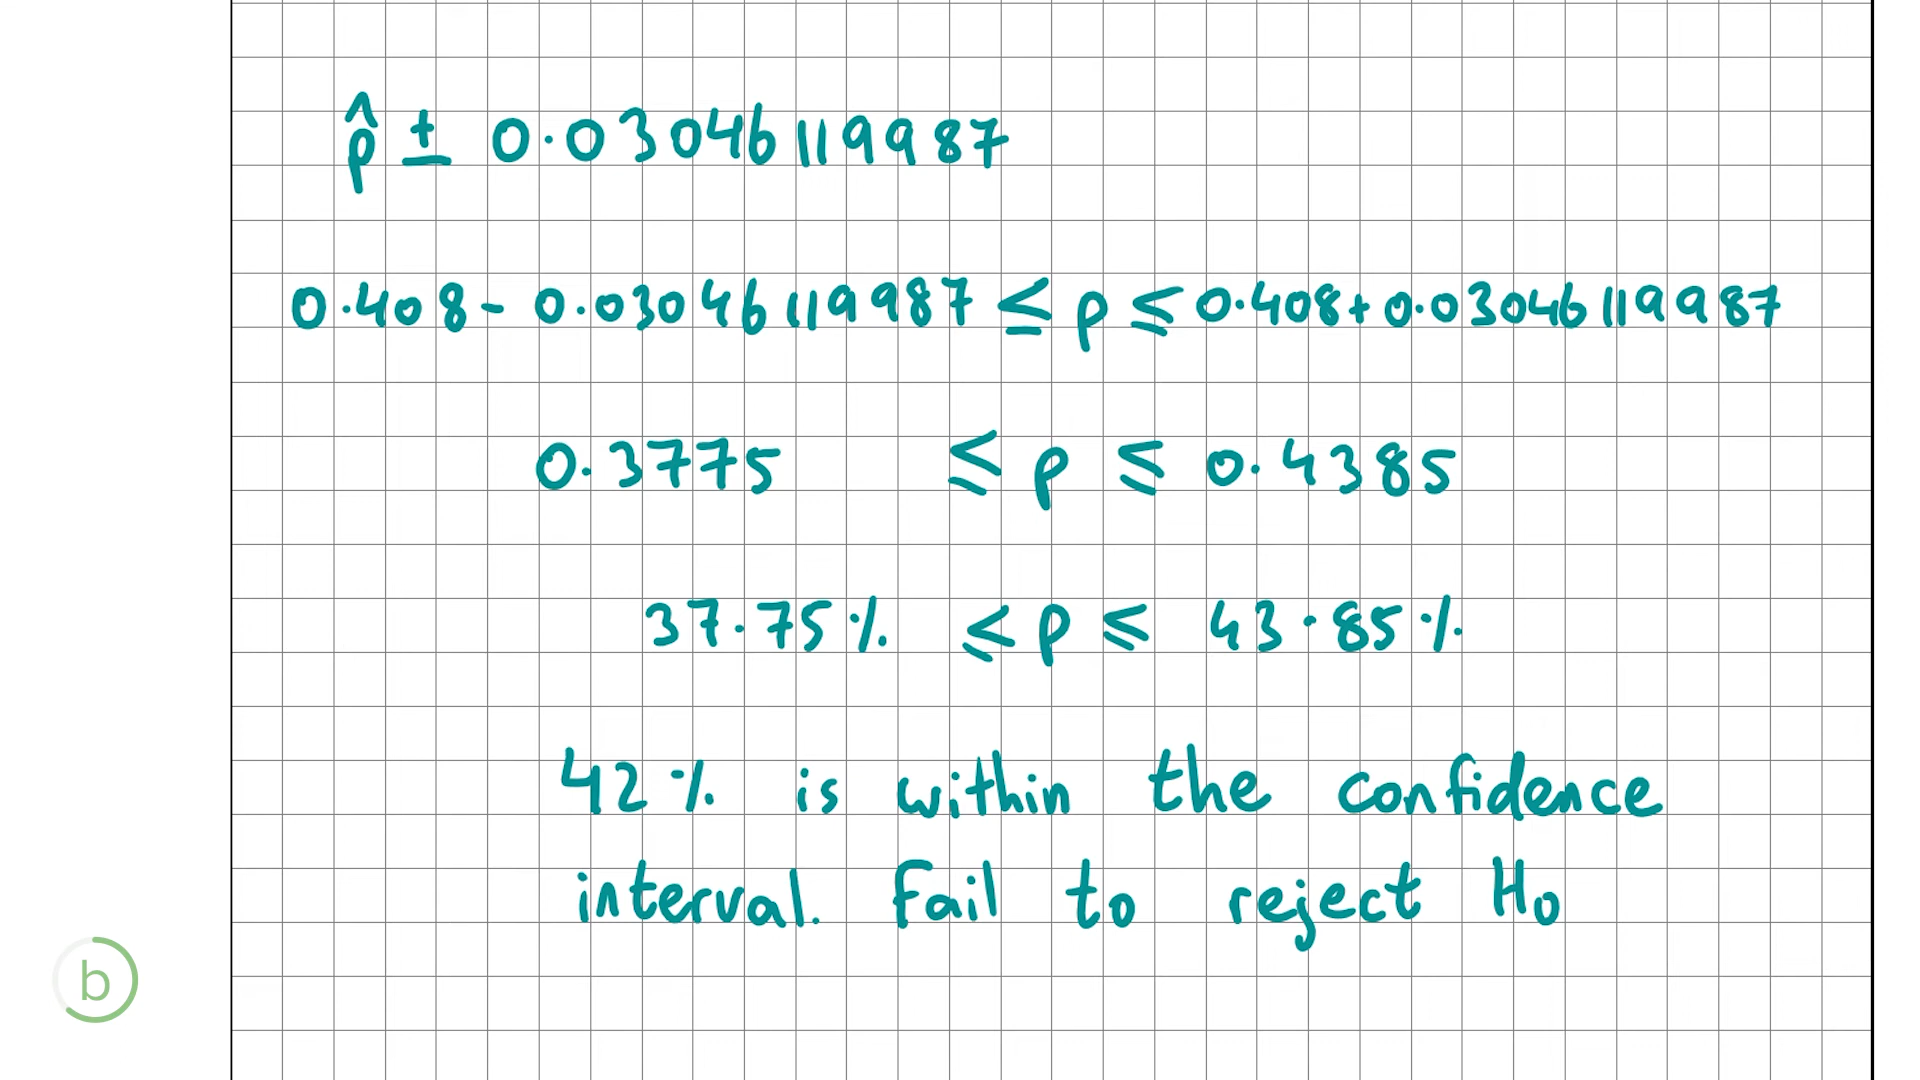 p̂ ± 0.03046119987
0.408 - 0.03046119987 ≤ p ≤ 0.408 + 0.03046119987
0.3775 ≤ p ≤ 0.4385
37.75% ≤ p ≤ 43.85%
42% is within the confidence
interval. Fail to reject H₀
b